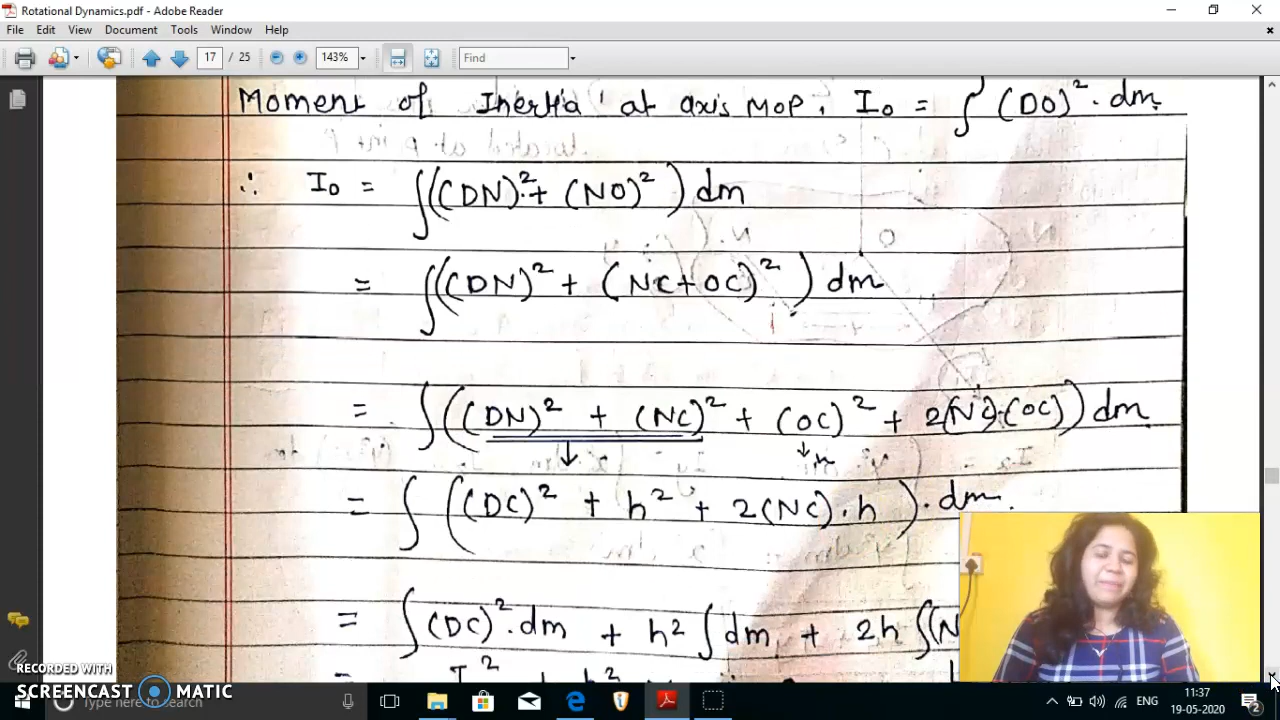 Rotational Dynamics.pdf - Adobe Reader
File Edit View Document Tools Window Help
17 / 25 143% Find
Moment of Inertia at axis MOP, I₀ = ∫ (DO)² · dm
∴ I₀ = ∫((DN)² + (NO)²) dm
= ∫((DN)² + (NC+OC)²) dm
= ∫((DN)² + (NC)² + (OC)² + 2(NC)·(OC)) dm
↓ ↓h
= ∫((DC)² + h² + 2(NC)·h)·dm
= ∫(DC)²·dm + h² ∫dm + 2h ∫(N
RECORDED WITH
SCREENCAST MATIC
Type here to search
ENG
11:37
19-05-2020
2